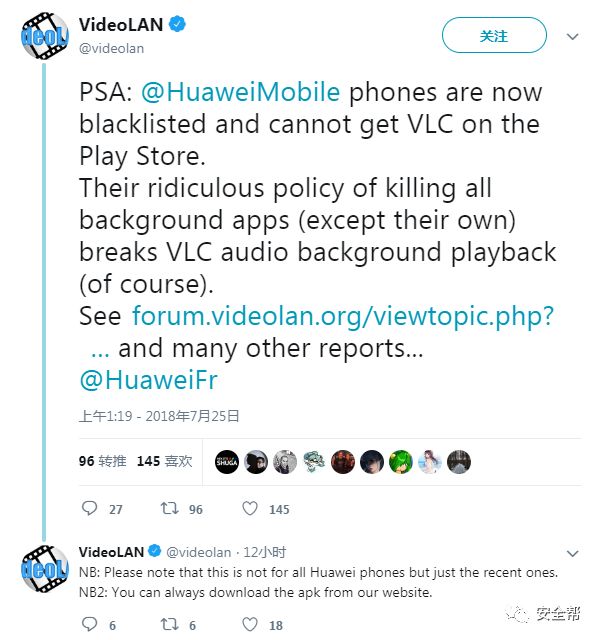 deoL
VideoLAN
@videolan
关注
PSA: @HuaweiMobile phones are now
blacklisted and cannot get VLC on the
Play Store.
Their ridiculous policy of killing all
background apps (except their own)
breaks VLC audio background playback
(of course).
See forum.videolan.org/viewtopic.php?
... and many other reports...
@HuaweiFr
上午1:19 - 2018年7月25日
96 转推 145 喜欢
SHUGA
27 96 145
deoL
VideoLAN @videolan · 12小时
NB: Please note that this is not for all Huawei phones but just the recent ones.
NB2: You can always download the apk from our website.
6 6 18
安全帮